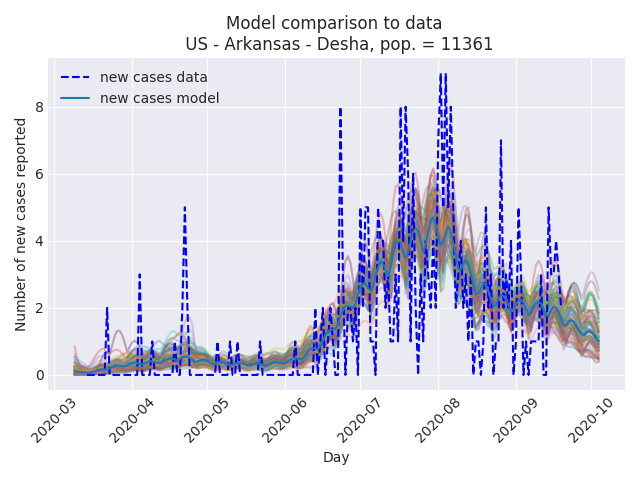 Model comparison to data
US - Arkansas - Desha, pop. = 11361
new cases data
new cases model
Number of new cases reported
8
6
4
2
0
2020-03
2020-04
2020-05
2020-06
2020-07
2020-08
2020-09
2020-10
Day